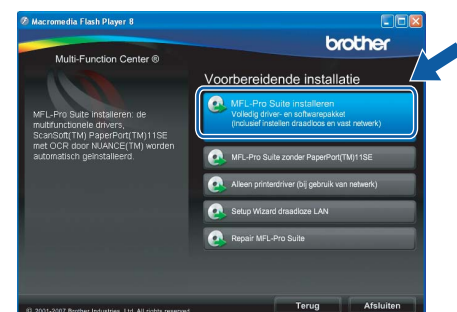 Macromedia Flash Player 8
brother
Multi-Function Center ®
Voorbereidende installatie
MFL-Pro Suite installeren: de
multifunctionele drivers,
ScanSoft(TM) PaperPort(TM)11SE
met OCR door NUANCE(TM) worden
automatisch geïnstalleerd.
MFL-Pro Suite installeren
Volledig driver- en softwarepakket
(inclusief instellen draadloos en vast netwerk)
MFL-Pro Suite zonder PaperPort(TM)11SE
Alleen printerdriver (bij gebruik van netwerk)
Setup Wizard draadloze LAN
Repair MFL-Pro Suite
© 2001-2007 Brother Industries, Ltd. All rights reserved.
Terug
Afsluiten